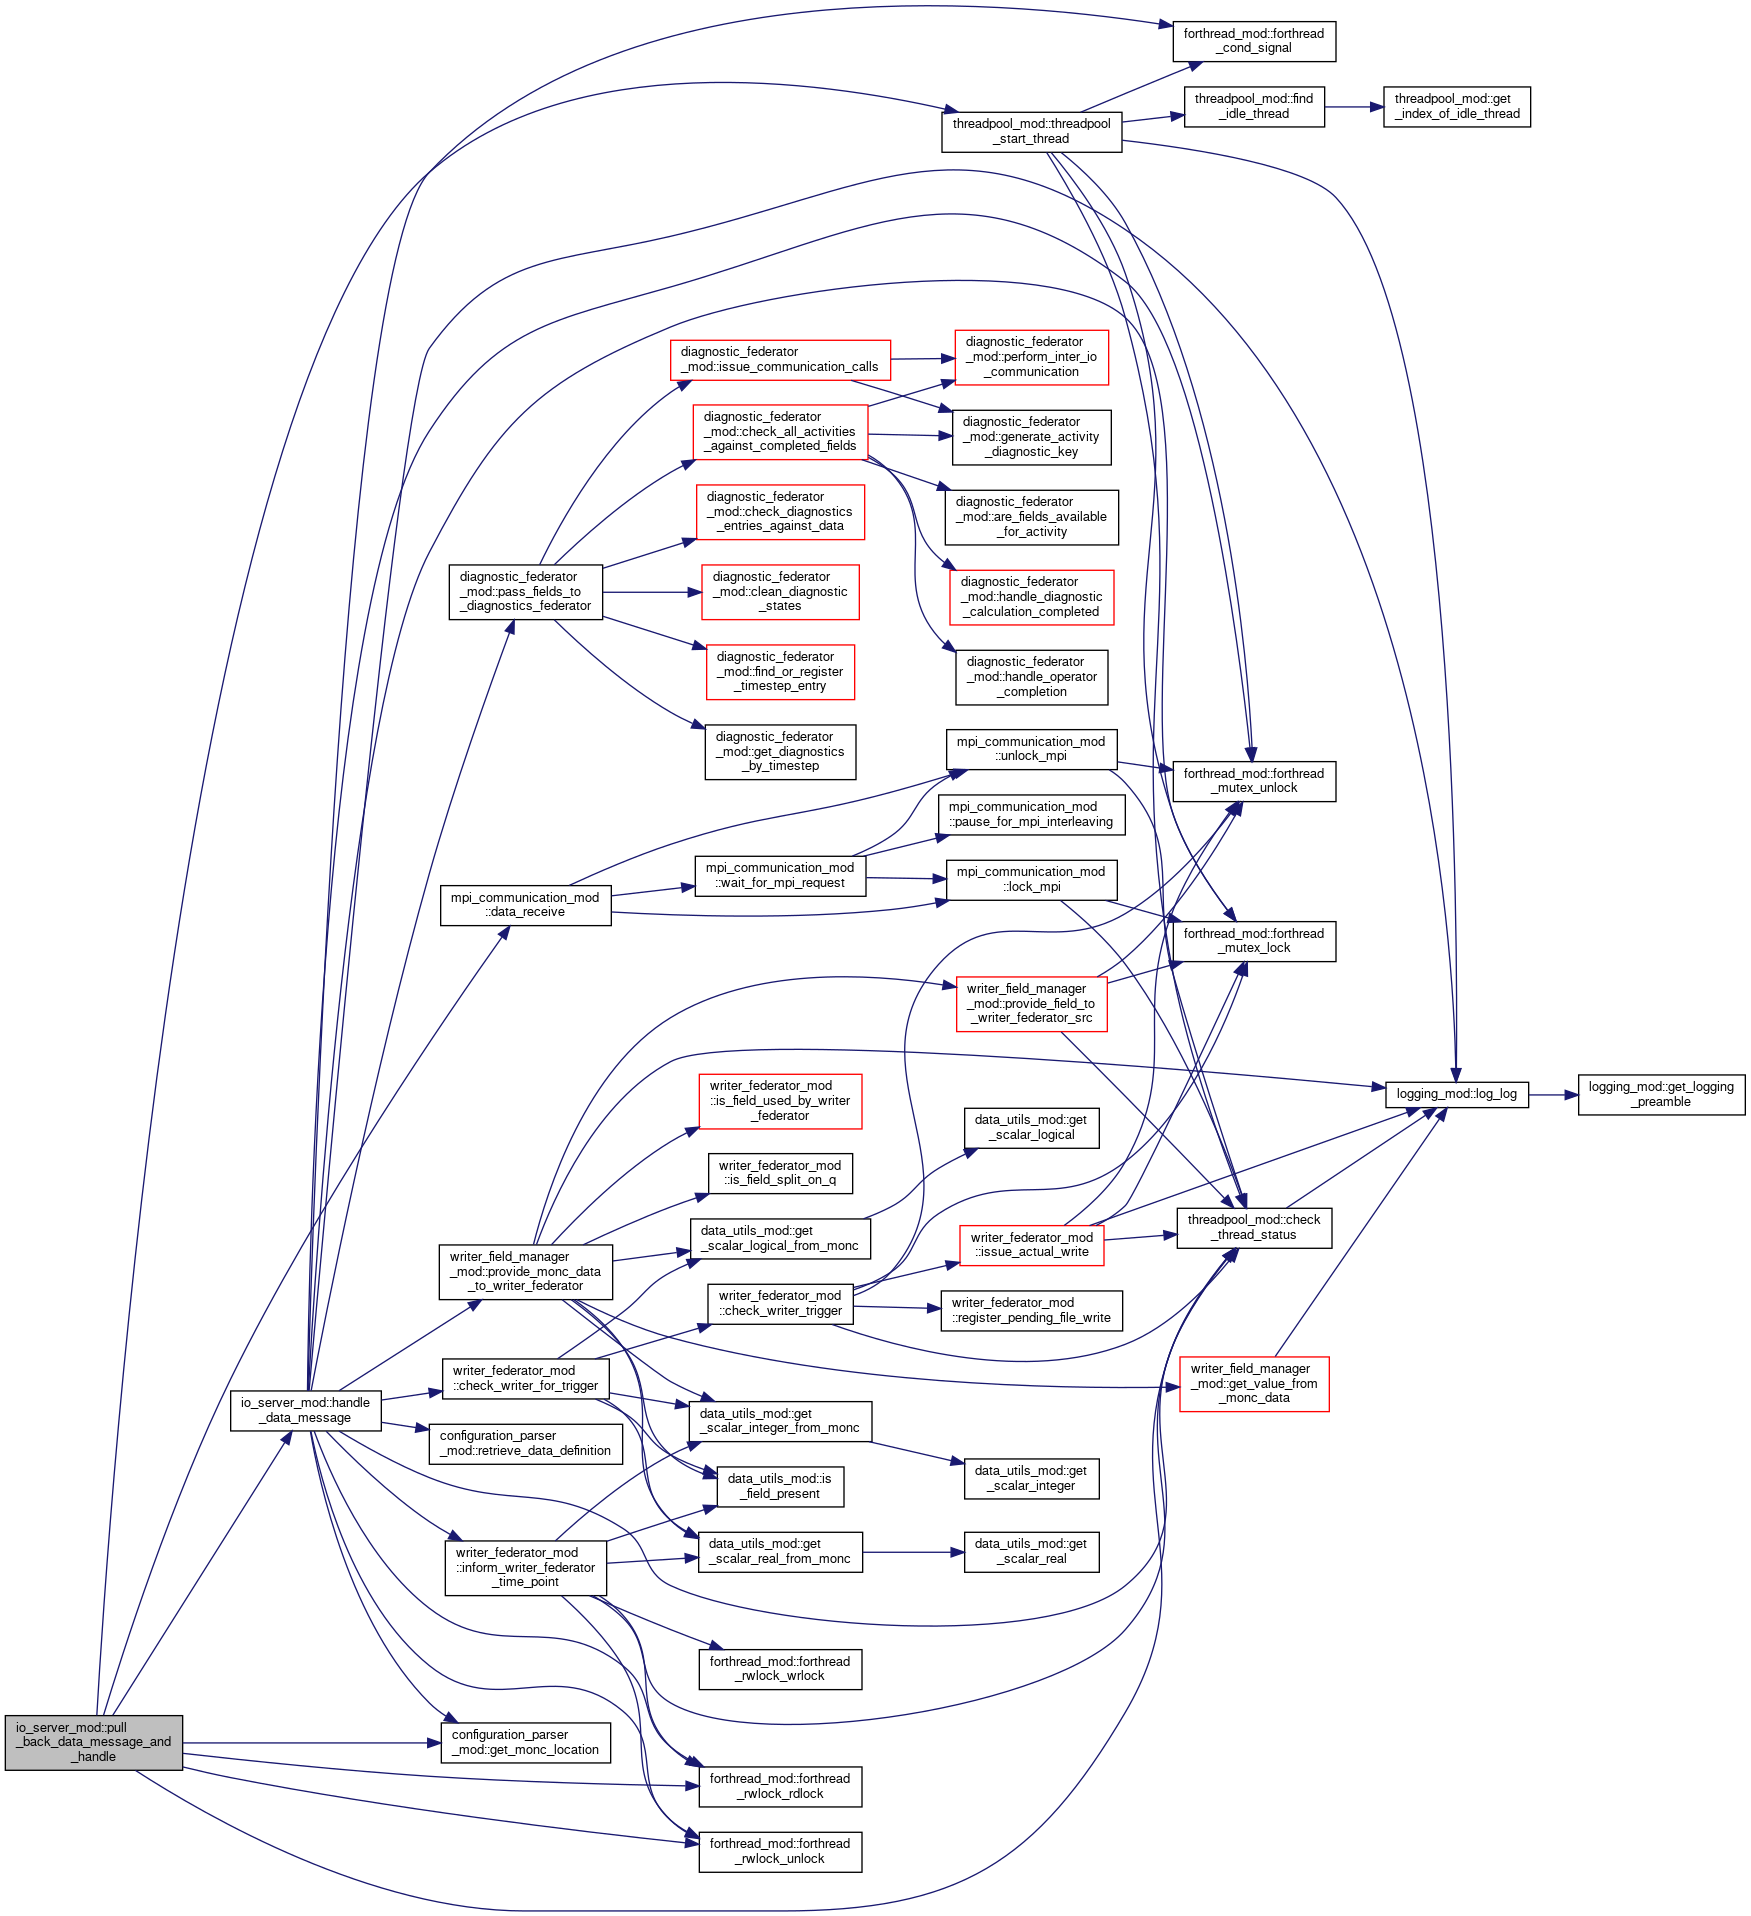 forthread_mod::forthread
_cond_signal
threadpool_mod::find
_idle_thread
threadpool_mod::get
_index_of_idle_thread
threadpool_mod::threadpool
_start_thread
diagnostic_federator
_mod::issue_communication_calls
diagnostic_federator
_mod::perform_inter_io
_communication
diagnostic_federator
_mod::check_all_activities
_against_completed_fields
diagnostic_federator
_mod::generate_activity
_diagnostic_key
diagnostic_federator
_mod::check_diagnostics
_entries_against_data
diagnostic_federator
_mod::are_fields_available
_for_activity
diagnostic_federator
_mod::pass_fields_to
_diagnostics_federator
diagnostic_federator
_mod::clean_diagnostic
_states
diagnostic_federator
_mod::handle_diagnostic
_calculation_completed
diagnostic_federator
_mod::find_or_register
_timestep_entry
diagnostic_federator
_mod::handle_operator
_completion
diagnostic_federator
_mod::get_diagnostics
_by_timestep
mpi_communication_mod
::unlock_mpi
forthread_mod::forthread
_mutex_unlock
mpi_communication_mod
::pause_for_mpi_interleaving
mpi_communication_mod
::wait_for_mpi_request
mpi_communication_mod
::lock_mpi
mpi_communication_mod
::data_receive
forthread_mod::forthread
_mutex_lock
writer_field_manager
_mod::provide_field_to
_writer_federator_src
writer_federator_mod
::is_field_used_by_writer
_federator
logging_mod::log_log
logging_mod::get_logging
_preamble
data_utils_mod::get
_scalar_logical
writer_federator_mod
::is_field_split_on_q
data_utils_mod::get
_scalar_logical_from_monc
writer_federator_mod
::issue_actual_write
threadpool_mod::check
_thread_status
writer_field_manager
_mod::provide_monc_data
_to_writer_federator
writer_federator_mod
::check_writer_trigger
writer_federator_mod
::register_pending_file_write
writer_federator_mod
::check_writer_for_trigger
writer_field_manager
_mod::get_value_from
_monc_data
io_server_mod::handle
_data_message
data_utils_mod::get
_scalar_integer_from_monc
configuration_parser
_mod::retrieve_data_definition
data_utils_mod::is
_field_present
data_utils_mod::get
_scalar_integer
data_utils_mod::get
_scalar_real_from_monc
data_utils_mod::get
_scalar_real
writer_federator_mod
::inform_writer_federator
_time_point
forthread_mod::forthread
_rwlock_wrlock
io_server_mod::pull
_back_data_message_and
_handle
configuration_parser
_mod::get_monc_location
forthread_mod::forthread
_rwlock_rdlock
forthread_mod::forthread
_rwlock_unlock